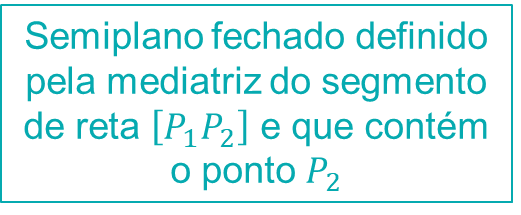 Semiplano fechado definido
pela mediatriz do segmento
de reta [𝑃₁𝑃₂] e que contém
o ponto 𝑃₂